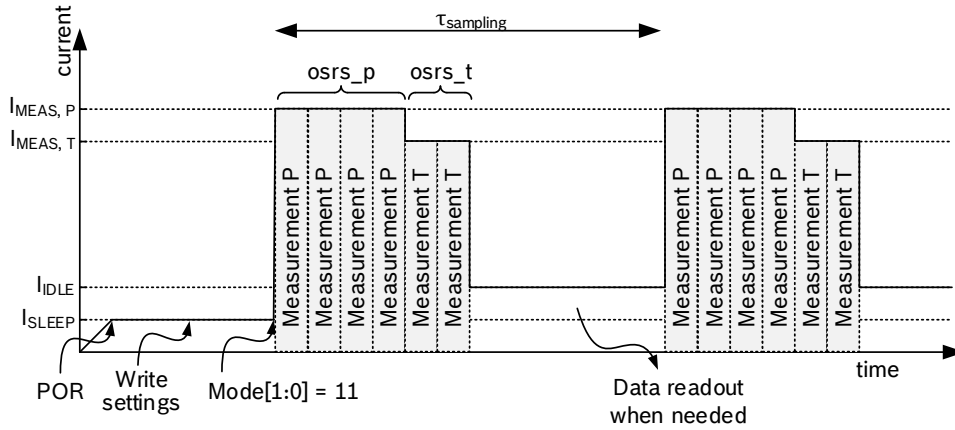 τsampling
current
osrs_p
osrs_t
IMEAS, P
IMEAS, T
Measurement P
Measurement P
Measurement P
Measurement P
Measurement T
Measurement T
Measurement P
Measurement P
Measurement P
Measurement P
Measurement T
Measurement T
IIDLE
ISLEEP
time
POR
Write
settings
Mode[1:0] = 11
Data readout
when needed